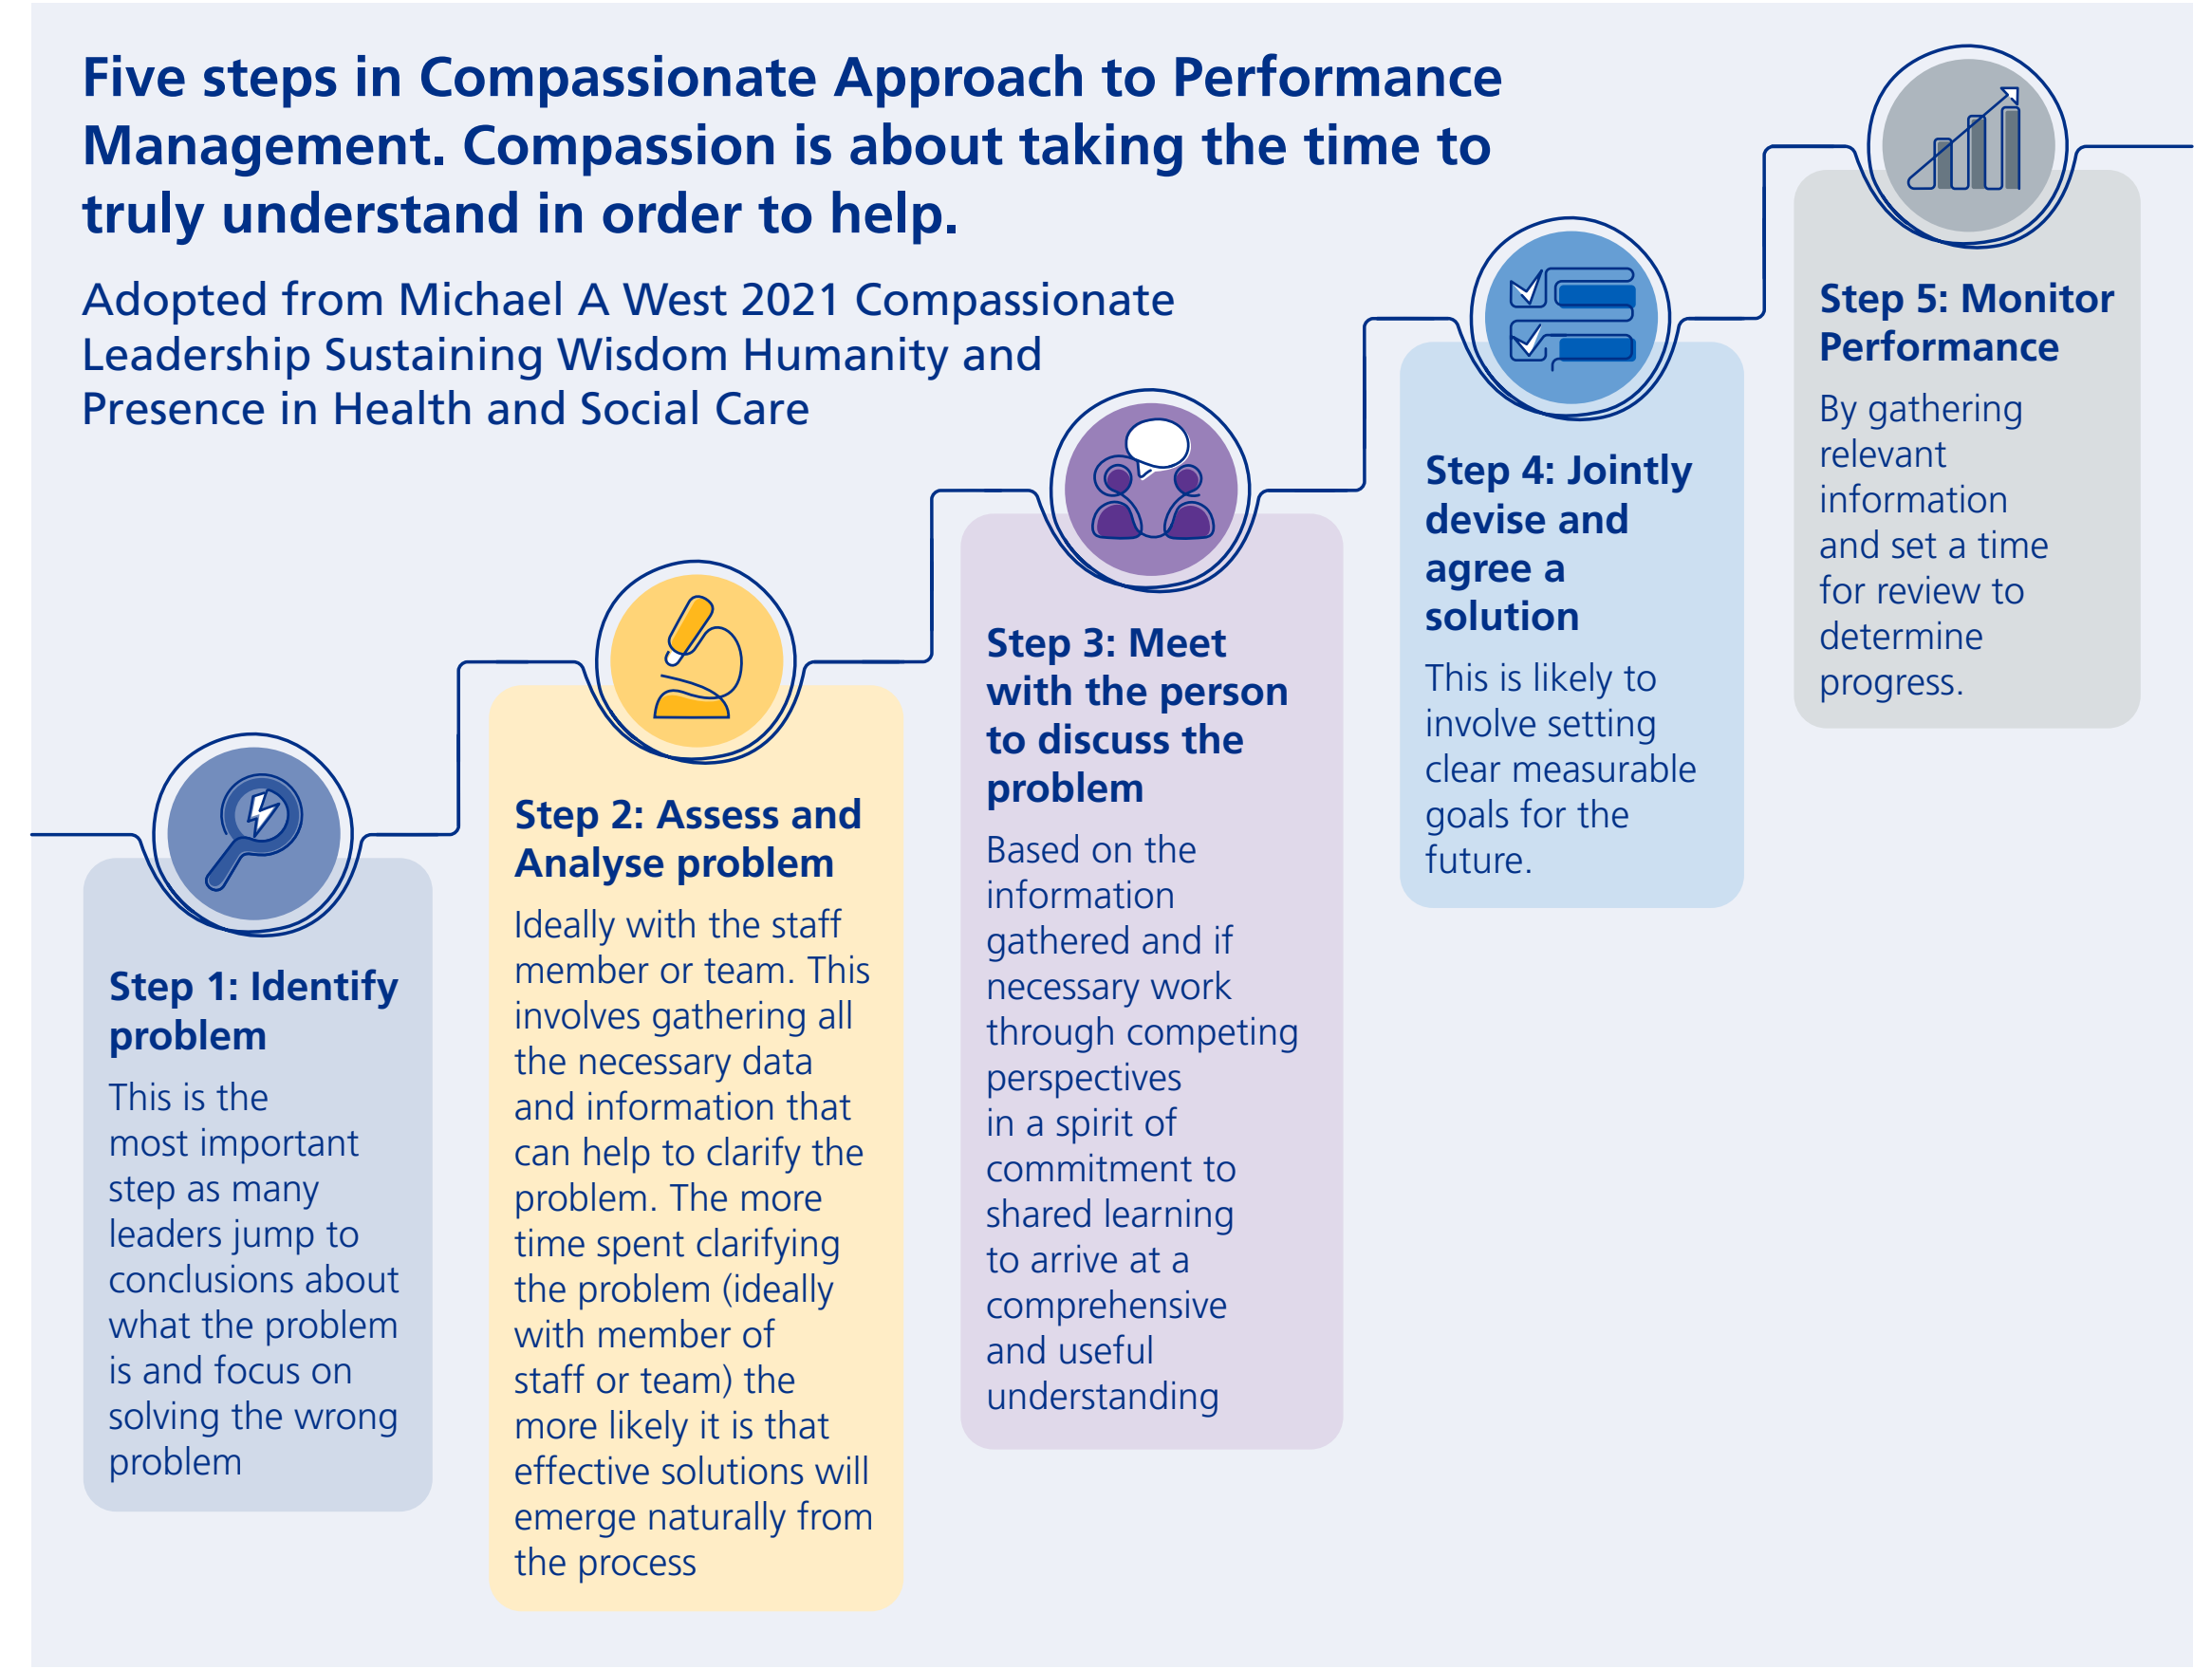 Five steps in Compassionate Approach to Performance
Management. Compassion is about taking the time to
truly understand in order to help.
Adopted from Michael A West 2021 Compassionate
Leadership Sustaining Wisdom Humanity and
Presence in Health and Social Care
Step 1: Identify
problem
This is the
most important
step as many
leaders jump to
conclusions about
what the problem
is and focus on
solving the wrong
problem
Step 2: Assess and
Analyse problem
Ideally with the staff
member or team. This
involves gathering all
the necessary data
and information that
can help to clarify the
problem. The more
time spent clarifying
the problem (ideally
with member of
staff or team) the
more likely it is that
effective solutions will
emerge naturally from
the process
Step 3: Meet
with the person
to discuss the
problem
Based on the
information
gathered and if
necessary work
through competing
perspectives
in a spirit of
commitment to
shared learning
to arrive at a
comprehensive
and useful
understanding
Step 4: Jointly
devise and
agree a
solution
This is likely to
involve setting
clear measurable
goals for the
future.
Step 5: Monitor
Performance
By gathering
relevant
information
and set a time
for review to
determine
progress.